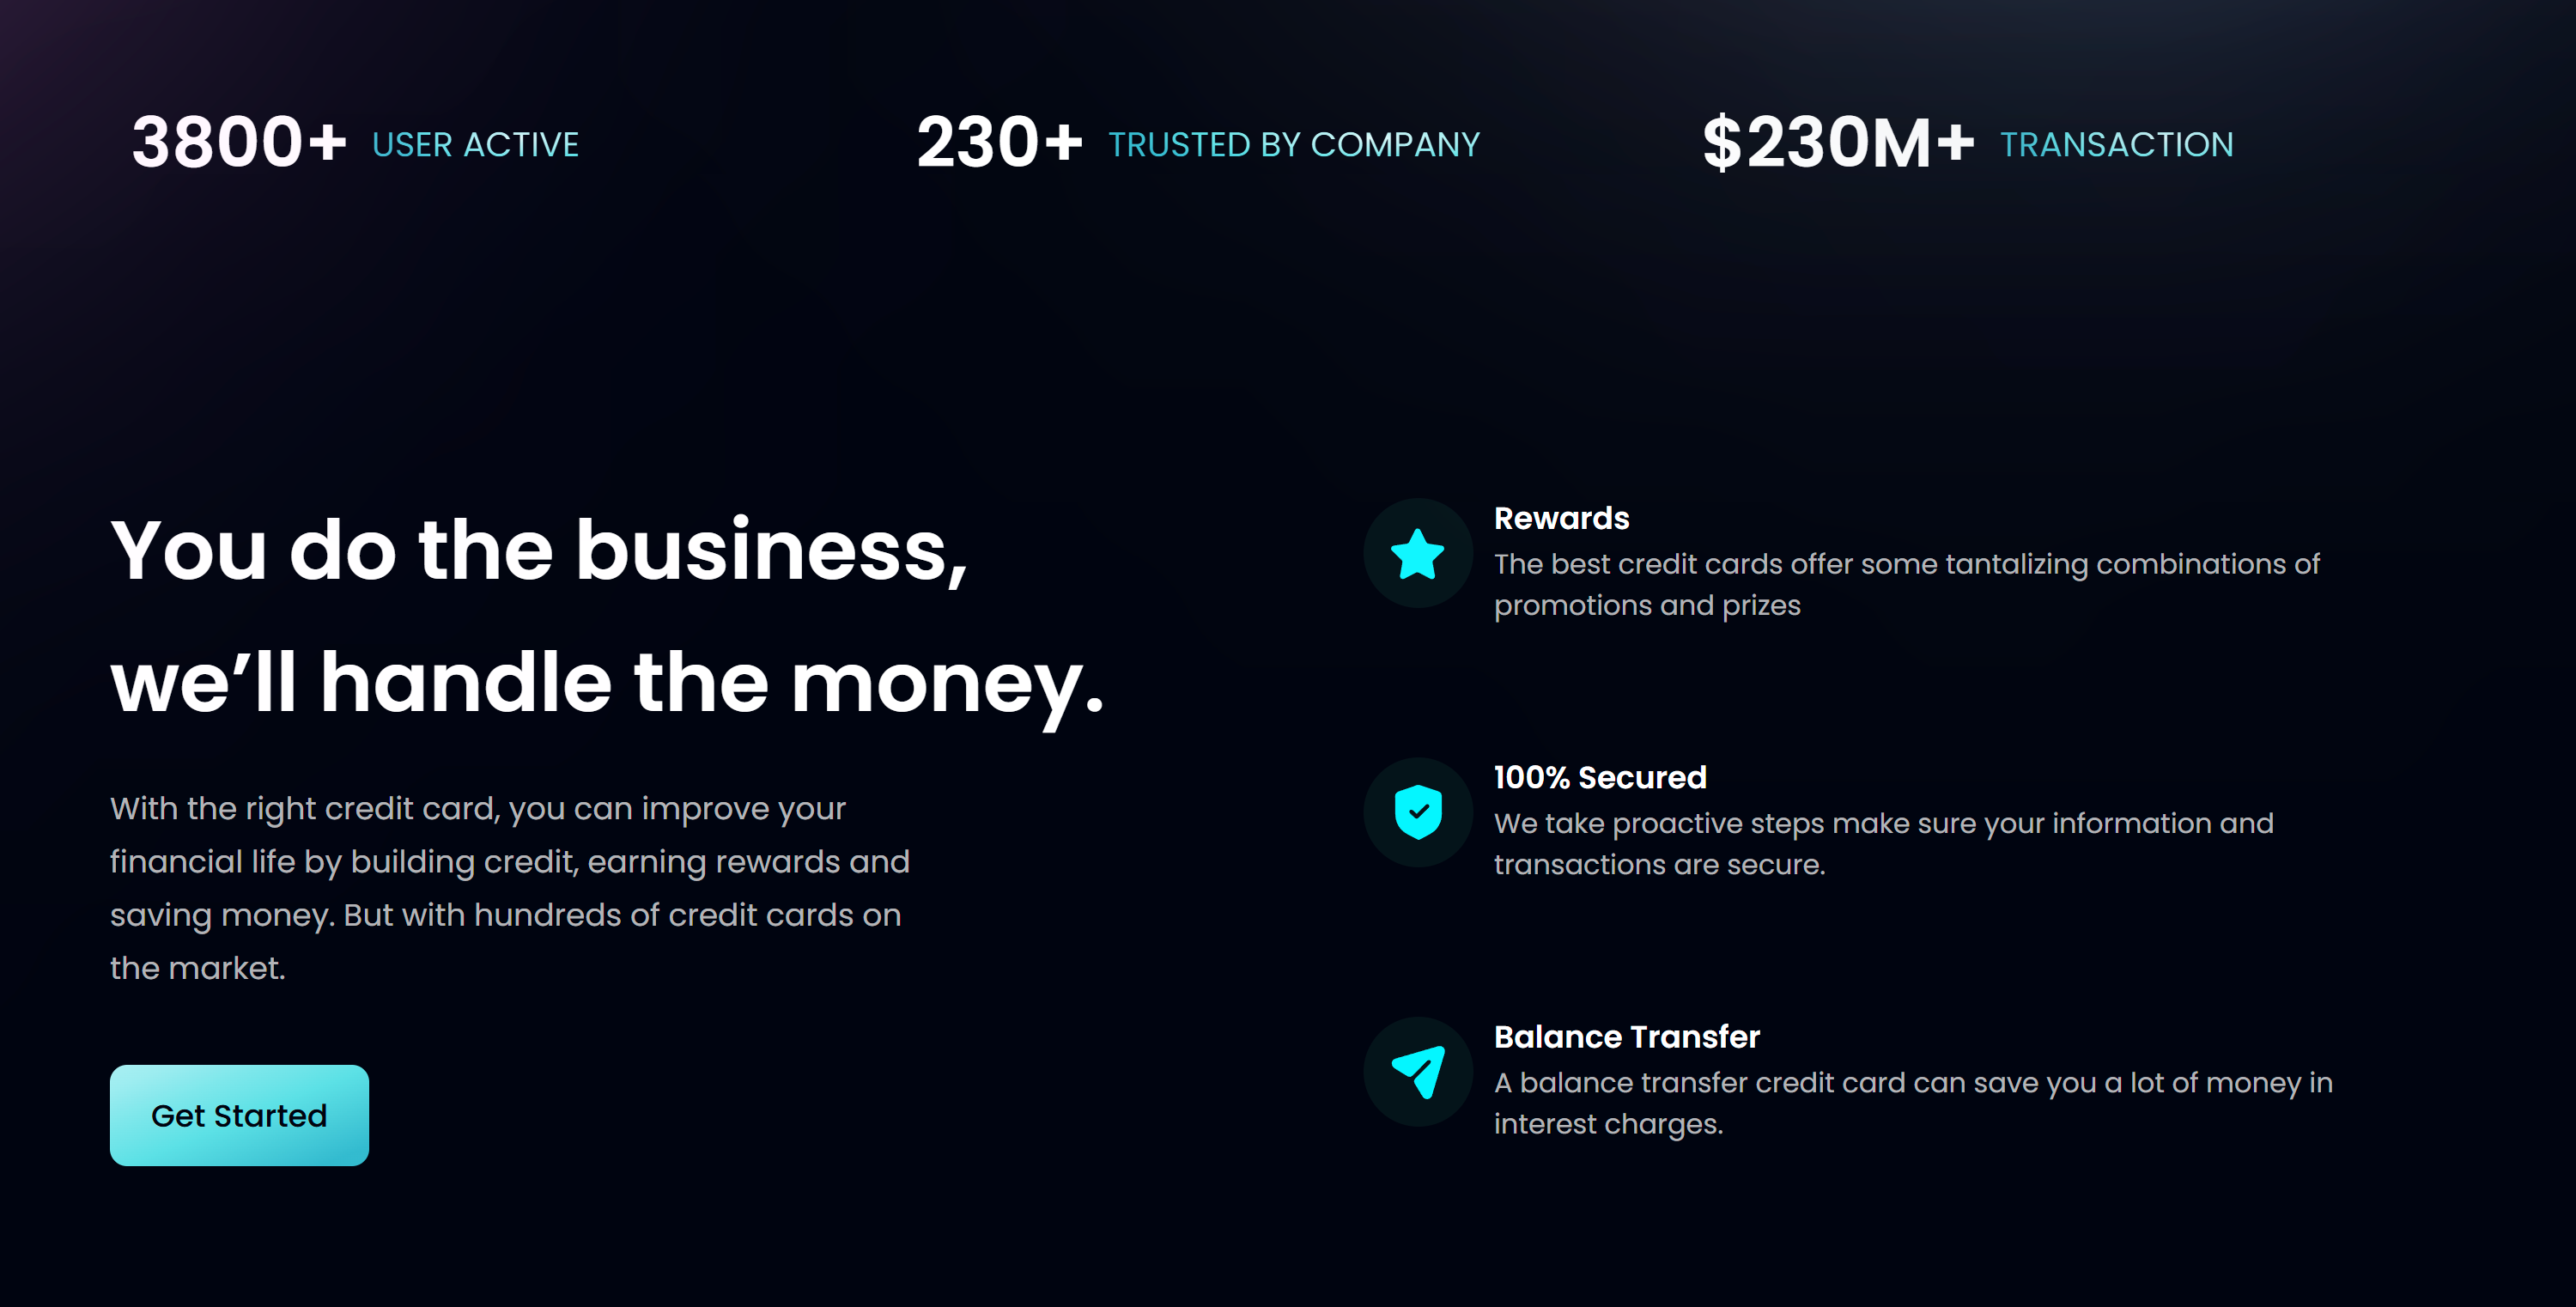 3800+ USER ACTIVE
230+ TRUSTED BY COMPANY
$230M+ TRANSACTION
You do the business,
we’ll handle the money.
With the right credit card, you can improve your
financial life by building credit, earning rewards and
saving money. But with hundreds of credit cards on
the market.
Get Started
Rewards
The best credit cards offer some tantalizing combinations of
promotions and prizes
100% Secured
We take proactive steps make sure your information and
transactions are secure.
Balance Transfer
A balance transfer credit card can save you a lot of money in
interest charges.